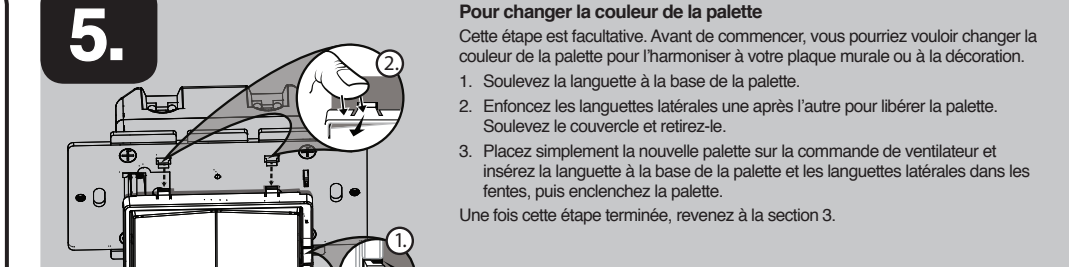 5.
Pour changer la couleur de la palette
Cette étape est facultative. Avant de commencer, vous pourriez vouloir changer la
couleur de la palette pour l'harmoniser à votre plaque murale ou à la décoration.
1. Soulevez la languette à la base de la palette.
2. Enfoncez les languettes latérales une après l'autre pour libérer la palette.
Soulevez le couvercle et retirez-le.
3. Placez simplement la nouvelle palette sur la commande de ventilateur et
insérez la languette à la base de la palette et les languettes latérales dans les
fentes, puis enclenchez la palette.
Une fois cette étape terminée, revenez à la section 3.
2.
1.